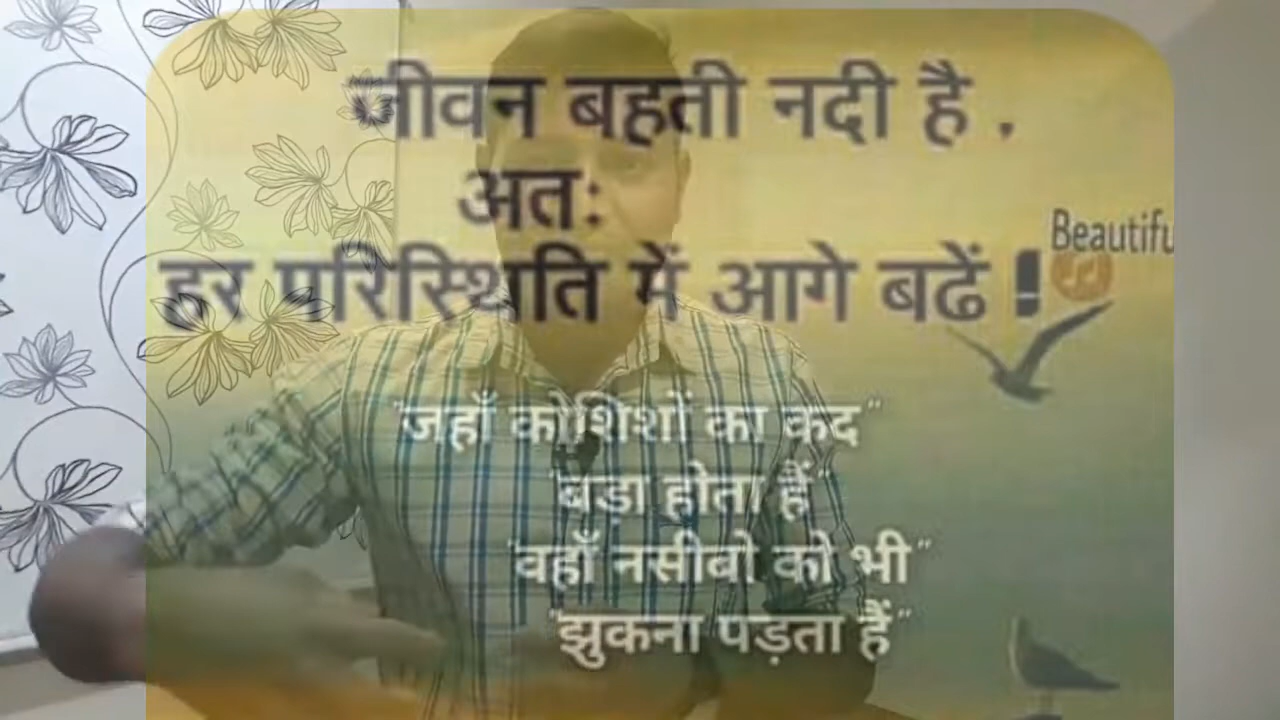 जीवन बहती नदी है .
अतः
हर परिस्थिति में आगे बढें !
Beautifu
"जहाँ कोशिशों का कद"
"बड़ा होता हैं"
"वहाँ नसीवो को भी"
"झुकना पड़ता हैं"